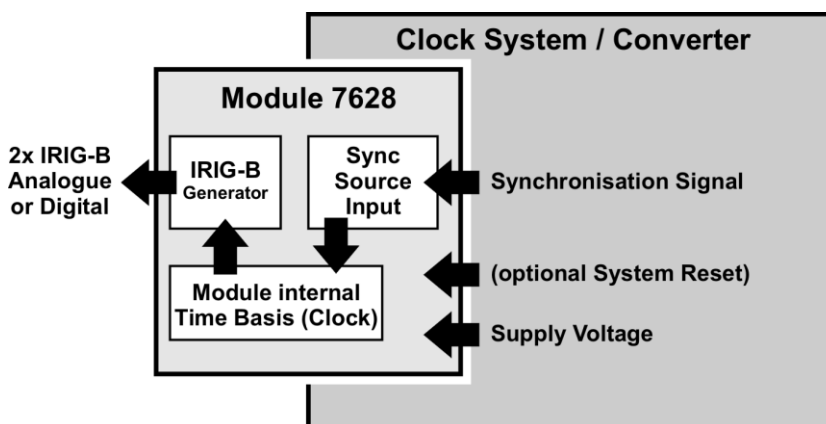 Clock System / Converter
Module 7628
2x IRIG-B
Analogue
or Digital
IRIG-B
Generator
Sync
Source
Input
Synchronisation Signal
Module internal
Time Basis (Clock)
(optional System Reset)
Supply Voltage